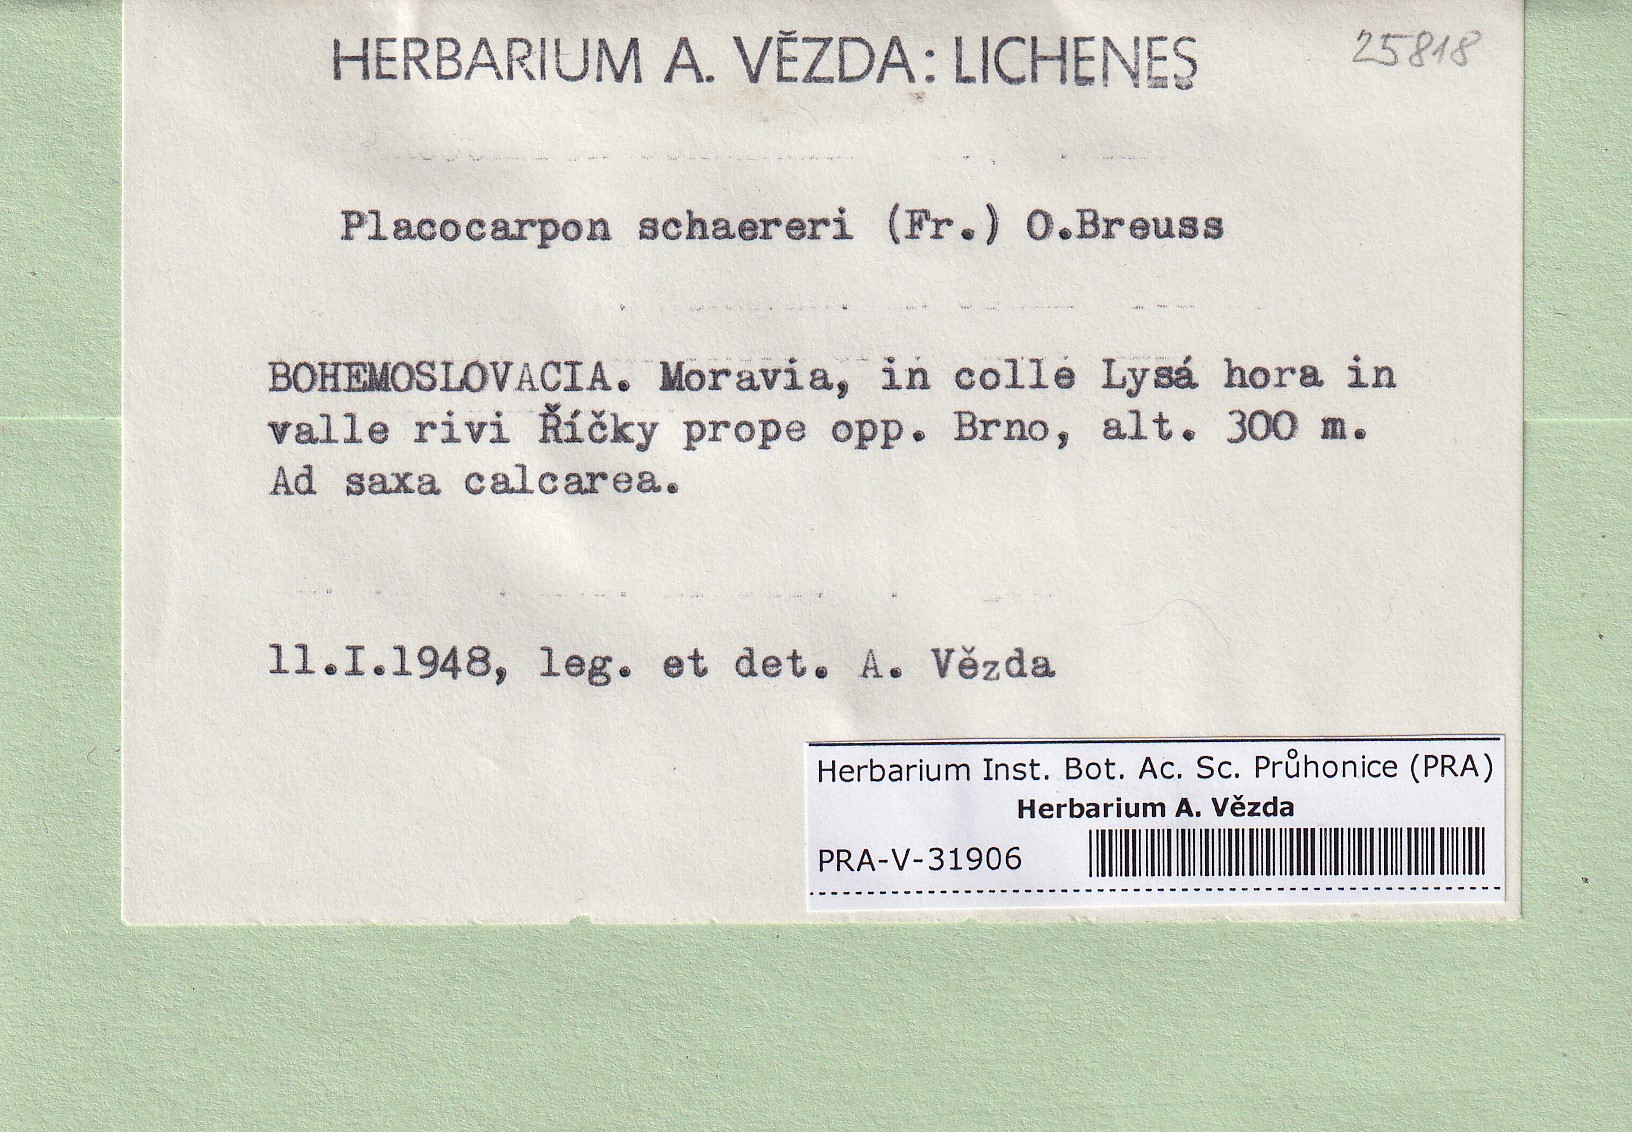 HERBARIUM A. VĚZDA: LICHENES
25818
Placocarpon schaereri (Fr.) O.Breuss
BOHEMOSLOVACIA. Moravia, in colle Lysá hora in
valle rivi Říčky prope opp. Brno, alt. 300 m.
Ad saxa calcarea.
11.I.1948, leg. et det. A. Vězda
Herbarium Inst. Bot. Ac. Sc. Průhonice (PRA)
Herbarium A. Vězda
PRA-V-31906